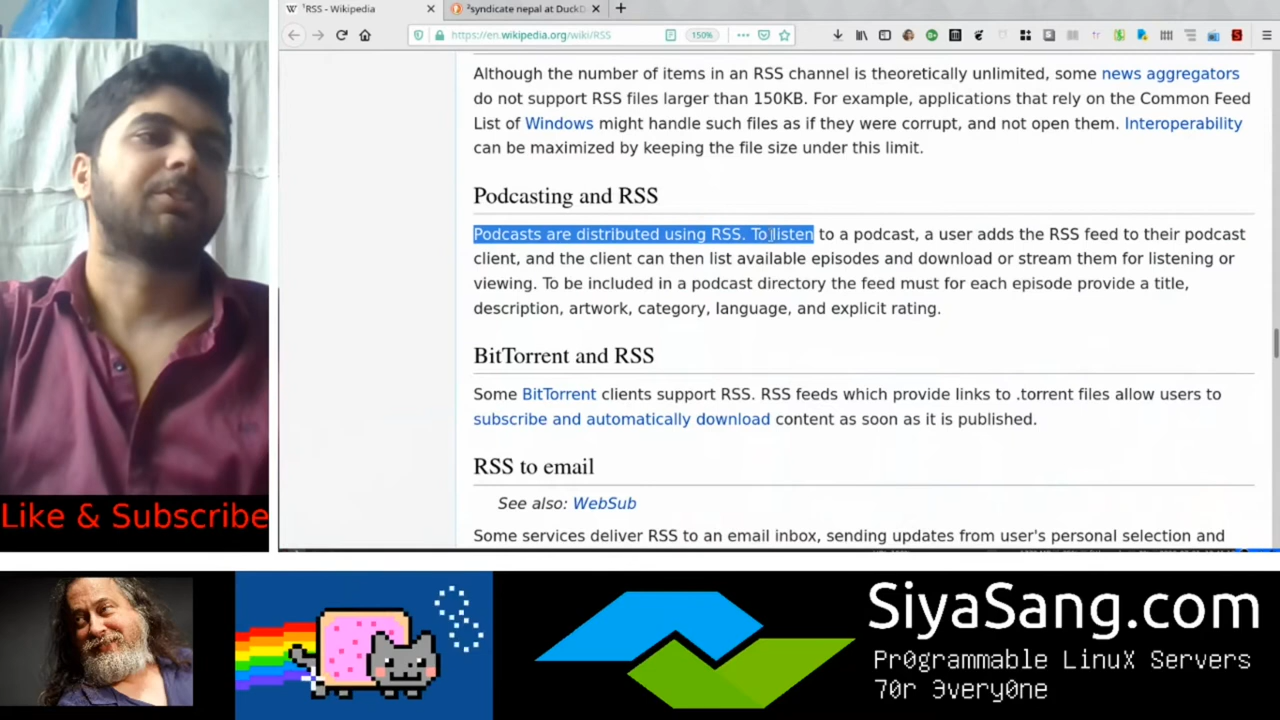 ¹RSS - Wikipedia
²syndicate nepal at DuckD
https://en.wikipedia.org/wiki/RSS
150%
Although the number of items in an RSS channel is theoretically unlimited, some news aggregators
do not support RSS files larger than 150KB. For example, applications that rely on the Common Feed
List of Windows might handle such files as if they were corrupt, and not open them. Interoperability
can be maximized by keeping the file size under this limit.
Podcasting and RSS
Podcasts are distributed using RSS. To listen to a podcast, a user adds the RSS feed to their podcast
client, and the client can then list available episodes and download or stream them for listening or
viewing. To be included in a podcast directory the feed must for each episode provide a title,
description, artwork, category, language, and explicit rating.
BitTorrent and RSS
Some BitTorrent clients support RSS. RSS feeds which provide links to .torrent files allow users to
subscribe and automatically download content as soon as it is published.
RSS to email
See also: WebSub
Some services deliver RSS to an email inbox, sending updates from user's personal selection and
Like & Subscribe
SiyaSang.com
Pr0grammable LinuX Servers
70r 3very0ne